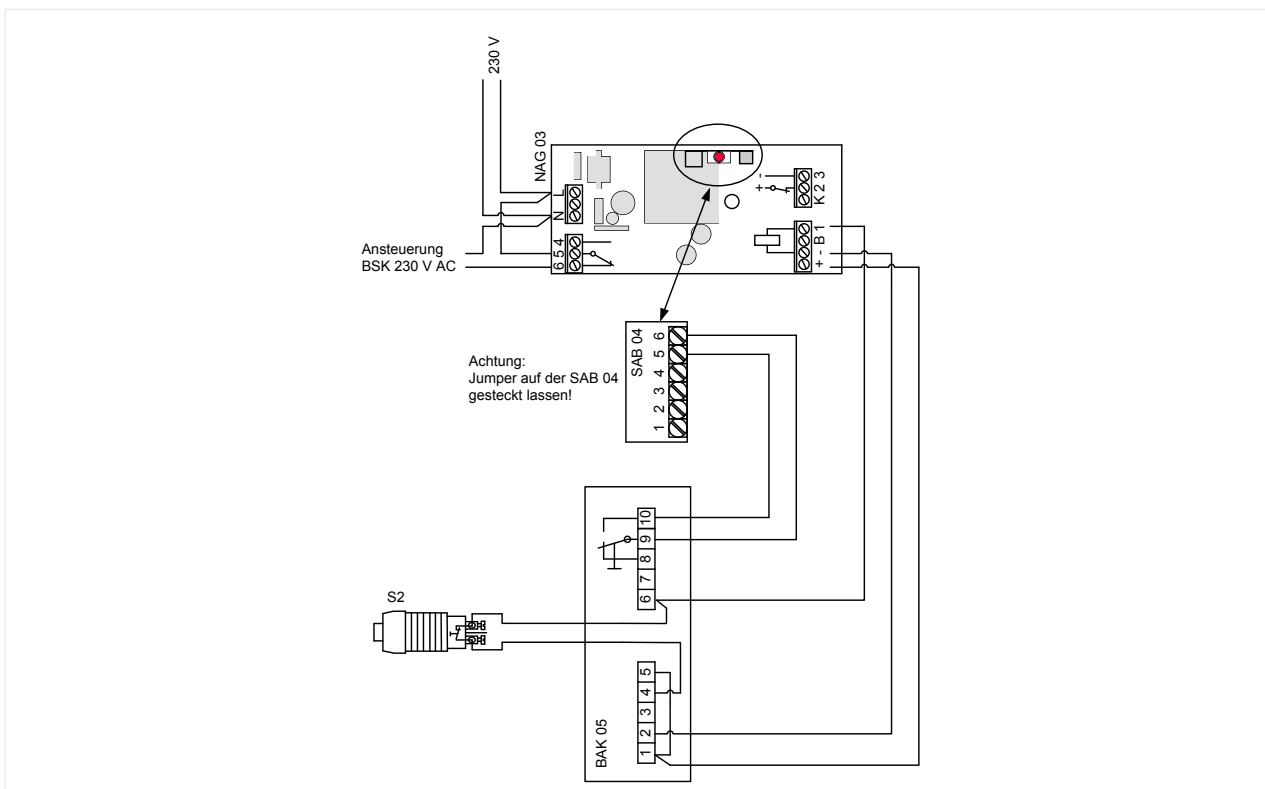 230 V
NAG 03
L
N
4
5
6
- +
K 2 3
+ - B 1
Ansteuerung
BSK 230 V AC
SAB 04
1 2 3 4 5 6
Achtung:
Jumper auf der SAB 04
gesteckt lassen!
6 7 8 9 10
S2
1 2 3 4 5
BAK 05